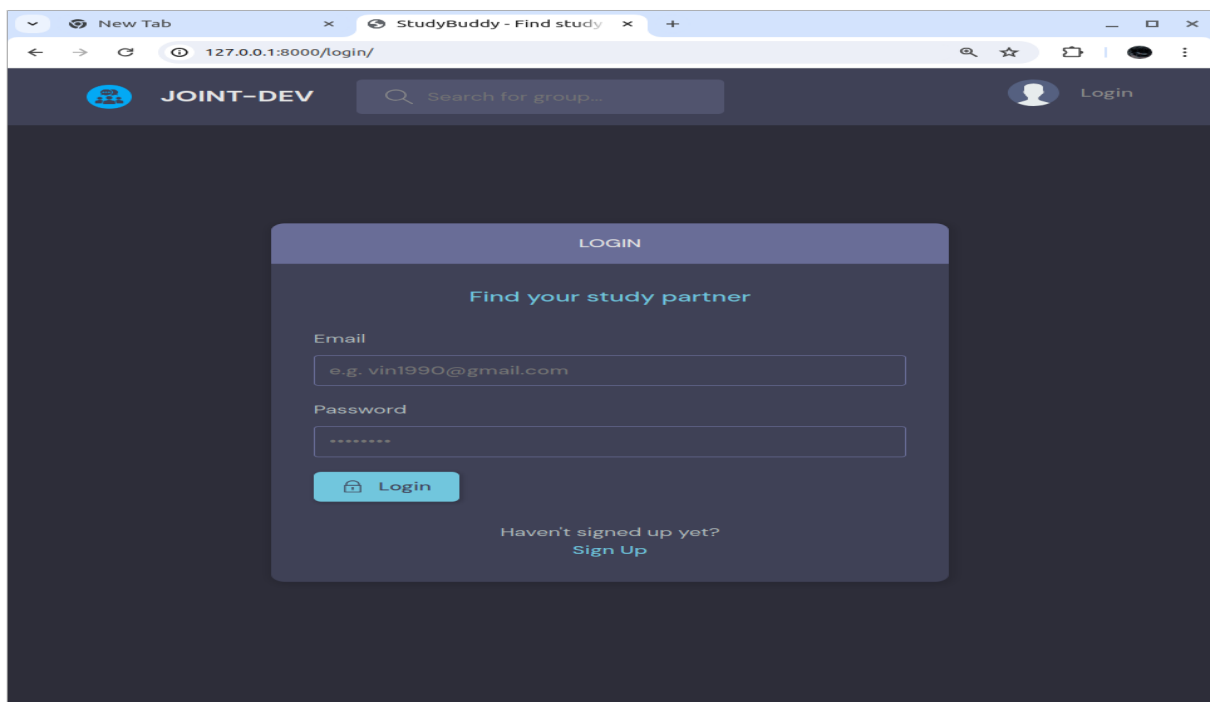 New Tab
StudyBuddy - Find study
127.0.0.1:8000/login/
JOINT-DEV
Search for group...
Login
LOGIN
Find your study partner
Email
e.g. vin1990@gmail.com
Password
••••••••
Login
Haven't signed up yet?
Sign Up